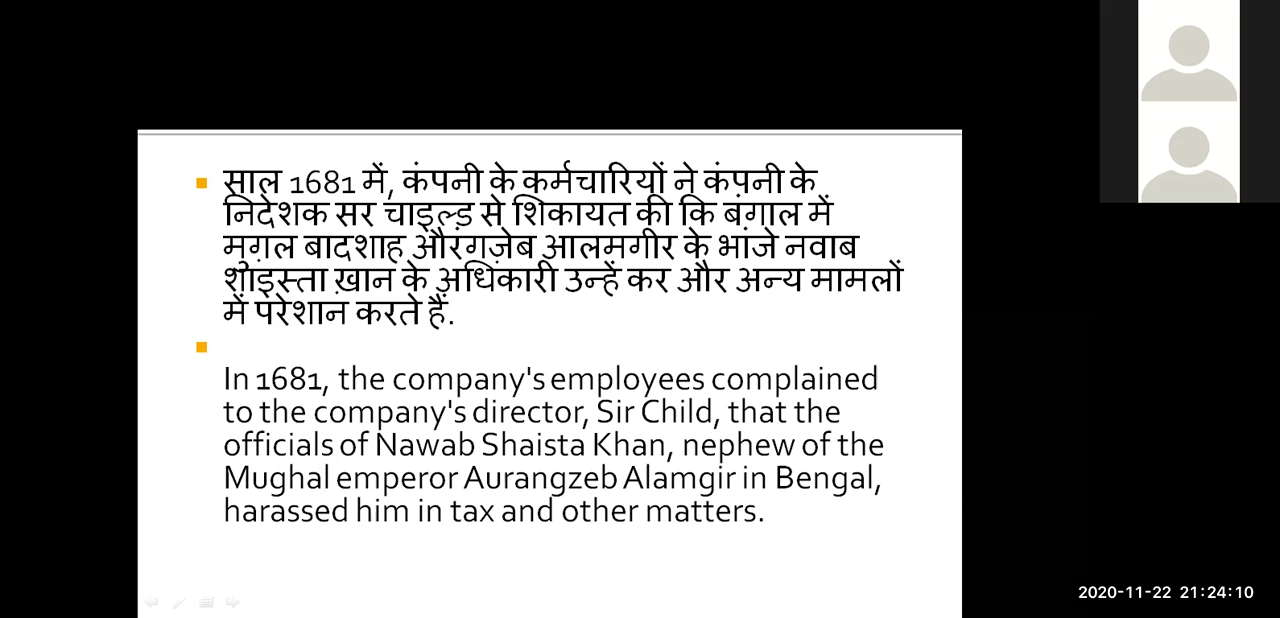 साल 1681 में, कंपनी के कर्मचारियों ने कंपनी के
निदेशक सर चाइल्ड़ से शिकायत की कि बंगाल में
मुग़ल बादशाह औरंगज़ेब आलमगीर के भांजे नवाब
शाइस्ता ख़ान के अधिकारी उन्हें कर और अन्य मामलों
में परेशान करते हैं.
In 1681, the company's employees complained
to the company's director, Sir Child, that the
officials of Nawab Shaista Khan, nephew of the
Mughal emperor Aurangzeb Alamgir in Bengal,
harassed him in tax and other matters.
2020-11-22 21:24:10